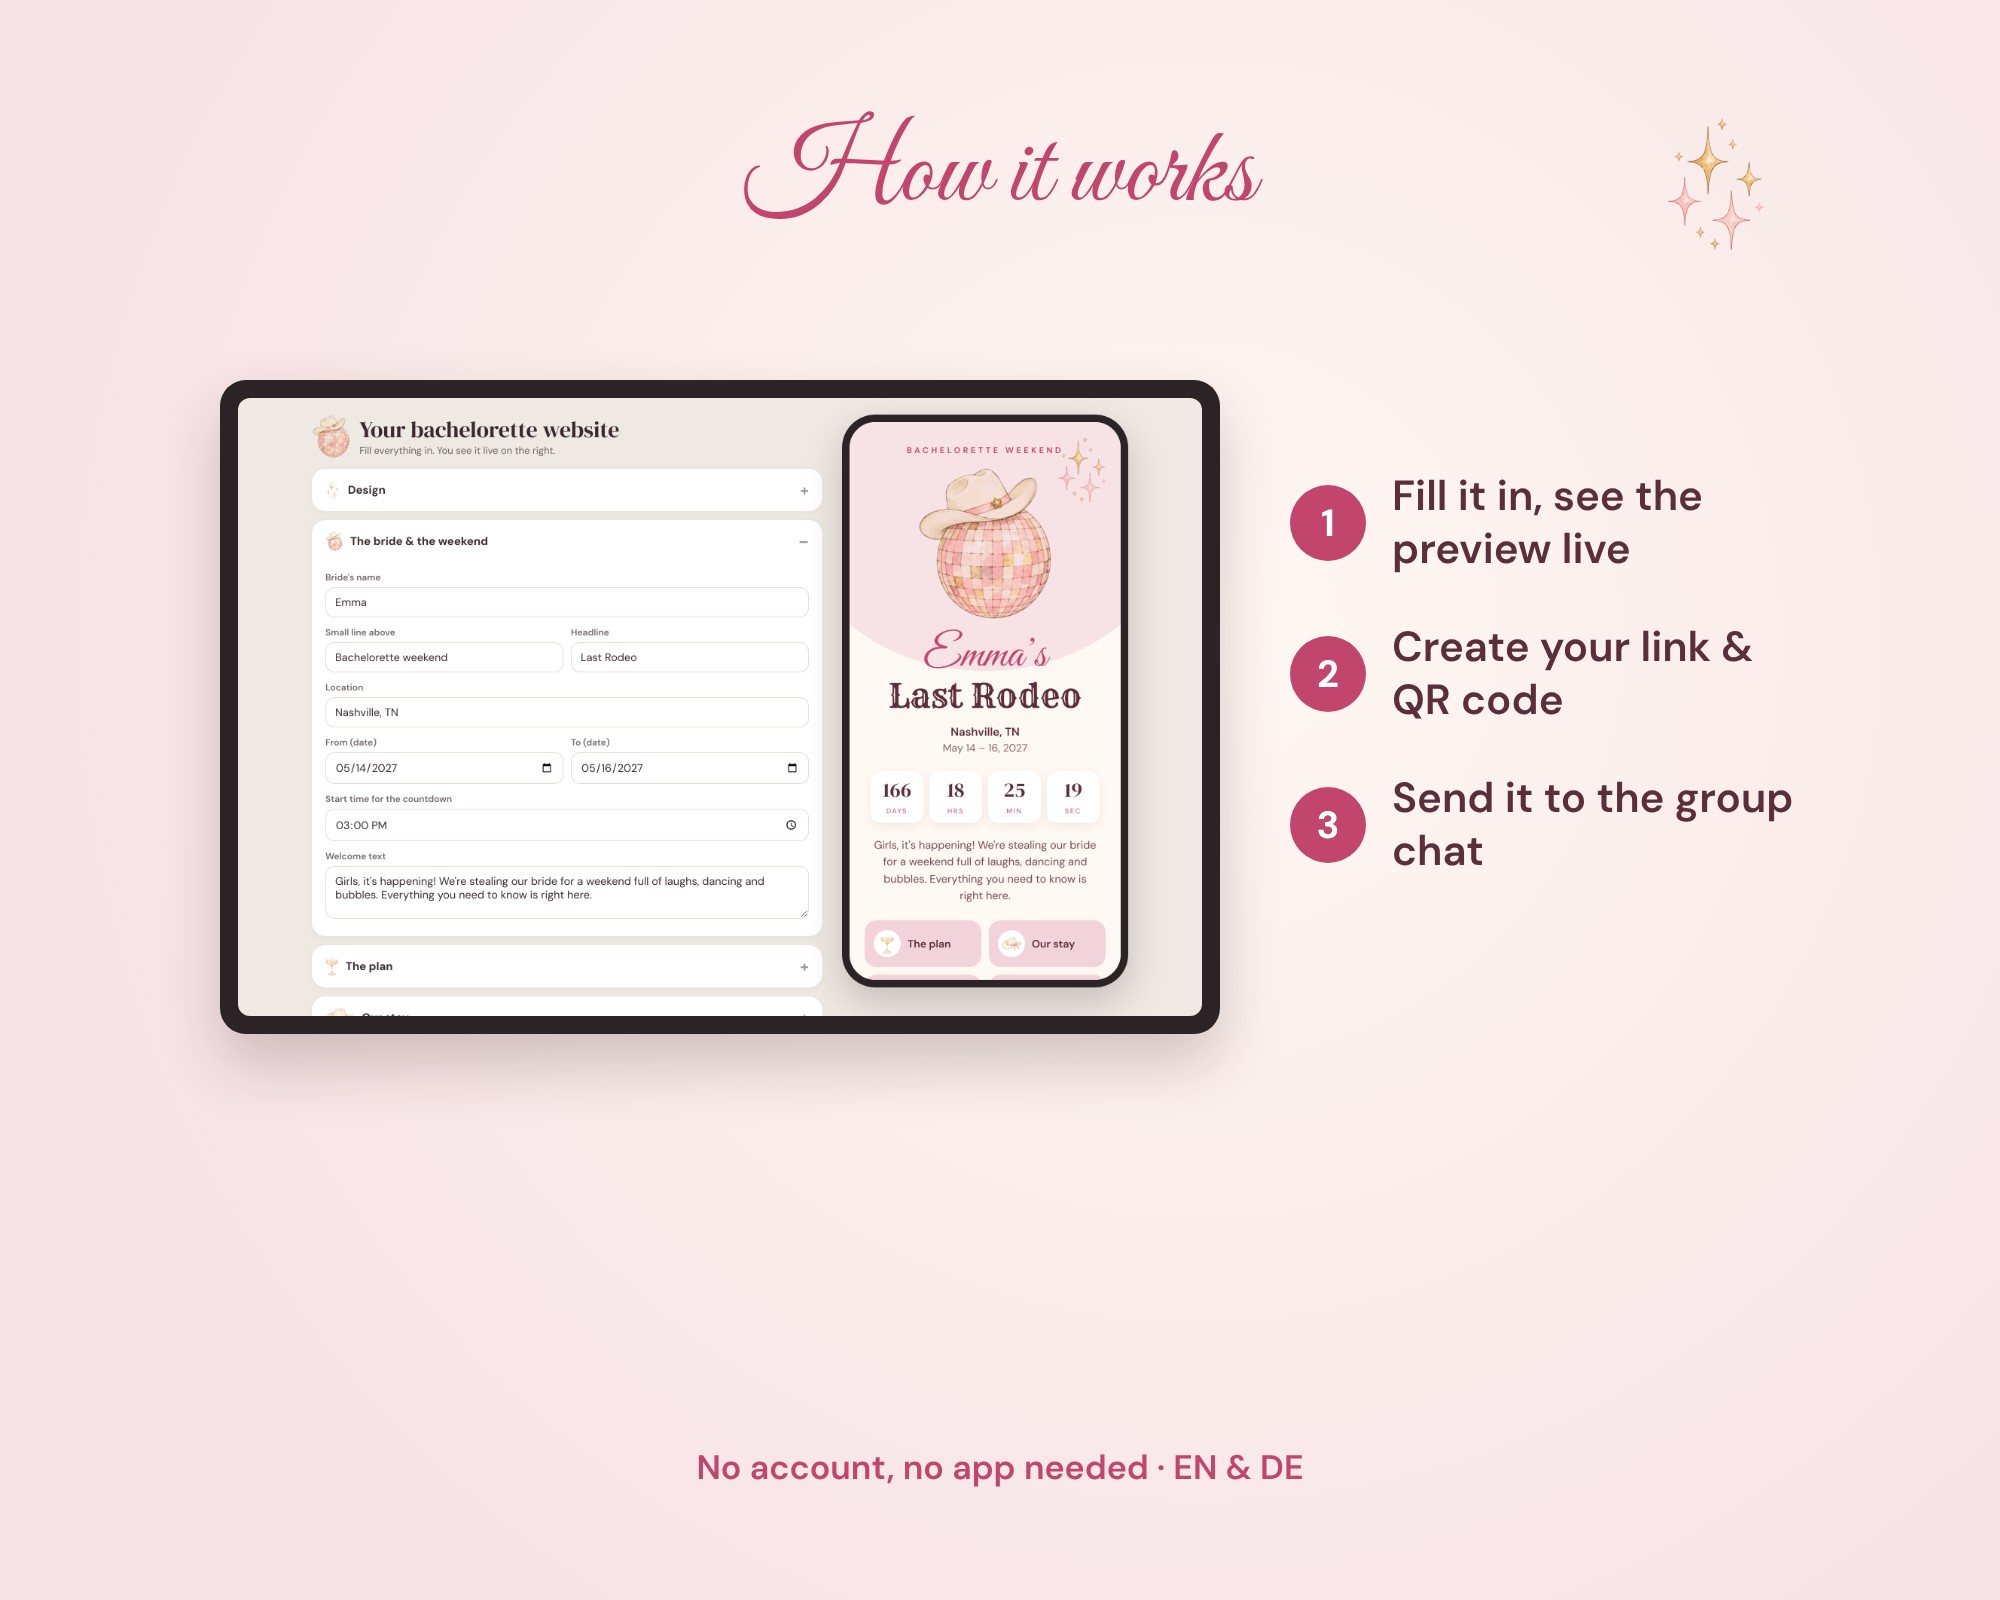 How it works
Your bachelorette website
Fill everything in. You see it live on the right.
Design
The bride & the weekend
Bride's name
Emma
Small line above
Headline
Bachelorette weekend
Last Rodeo
Location
Nashville, TN
From (date)
To (date)
05/14/2027
05/16/2027
Start time for the countdown
03:00 PM
Welcome text
Girls, it's happening! We're stealing our bride for a weekend full of laughs, dancing and
bubbles. Everything you need to know is right here.
The plan
BACHELORETTE WEEKEND
Emma's
Last Rodeo
Nashville, TN
May 14 – 16, 2027
166 18 25 19
DAYS HRS MIN SEC
Girls, it's happening! We're stealing our bride
for a weekend full of laughs, dancing and
bubbles. Everything you need to know is
right here.
The plan
Our stay
1 Fill it in, see the
preview live
2 Create your link &
QR code
3 Send it to the group
chat
No account, no app needed · EN & DE